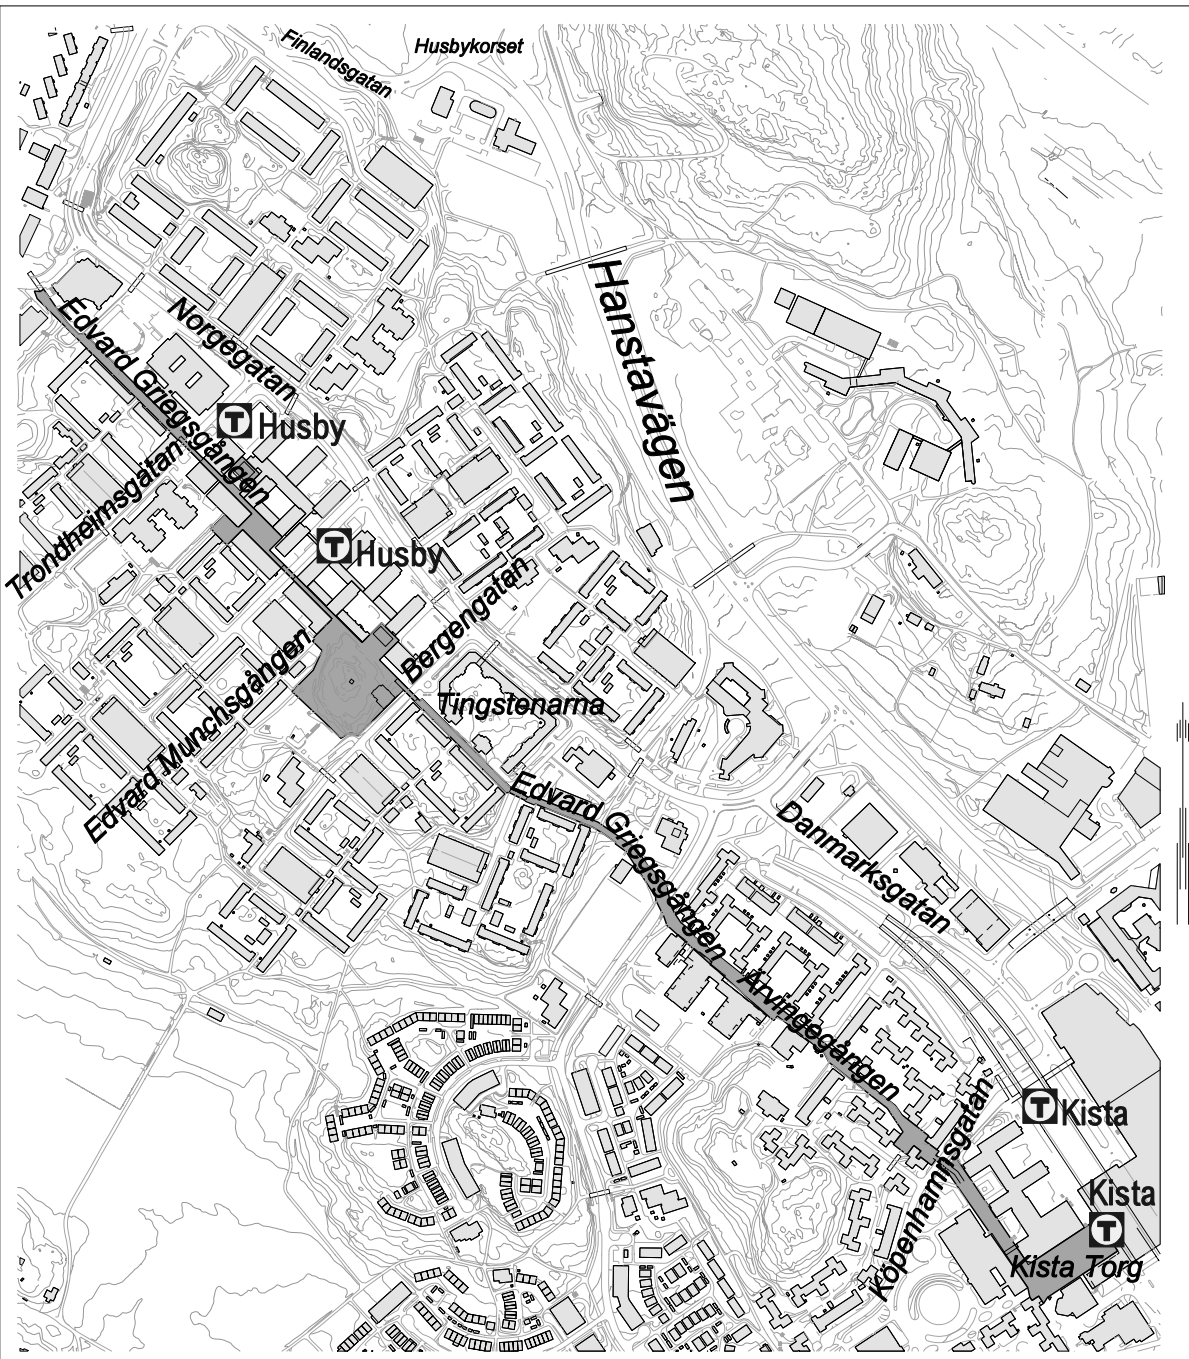 Finlandsgatan
Husbykorset
Hanstavägen
Edvard Griegsgången
Norgegatan
T Husby
Trondheimsgatan
T Husby
Bergengatan
Edvard Munchsgången
Tingstenarna
Edvard Griegsgången
Danmarksgatan
Ärvingegången
Köpenhamnsgatan
T Kista
Kista
T
Kista Torg